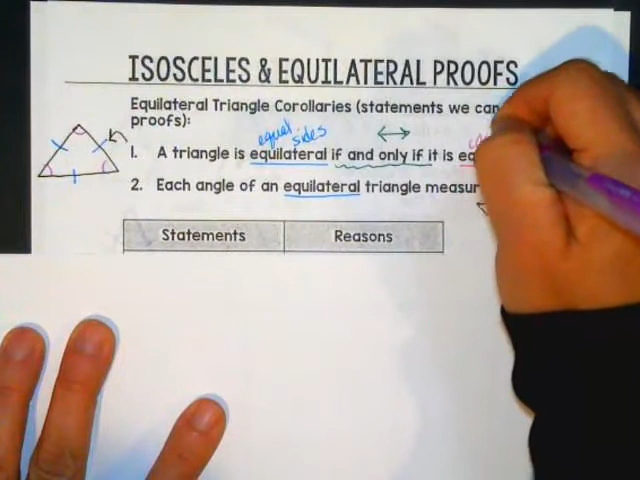 ISOSCELES & EQUILATERAL PROOFS
Equilateral Triangle Corollaries (statements we can
proofs):
equal sides
1. A triangle is equilateral if and only if it is eq
2. Each angle of an equilateral triangle measur
Statements Reasons